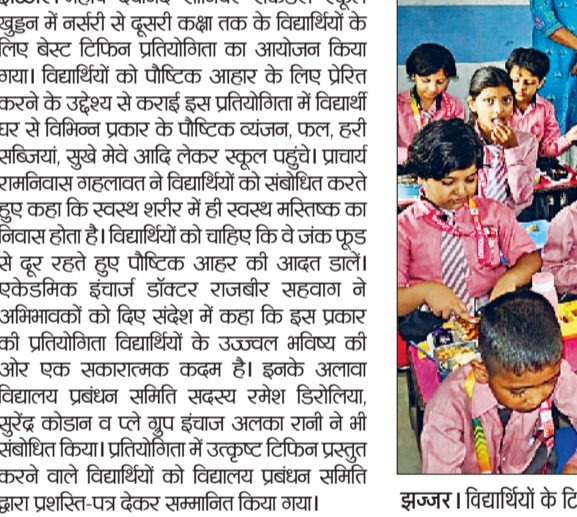 खुड्डन में नर्सरी से दूसरी कक्षा तक के विद्यार्थियों के
लिए बेस्ट टिफिन प्रतियोगिता का आयोजन किया
गया। विद्यार्थियों को पौष्टिक आहार के लिए प्रेरित
करने के उद्देश्य से कराई इस प्रतियोगिता में विद्यार्थी
घर से विभिन्न प्रकार के पौष्टिक व्यंजन, फल, हरी
सब्जियां, सुखे मेवे आदि लेकर स्कूल पहुंचे। प्राचार्य
रामनिवास गहलावत ने विद्यार्थियों को संबोधित करते
हुए कहा कि स्वस्थ शरीर में ही स्वस्थ मस्तिष्क का
निवास होता है। विद्यार्थियों को चाहिए कि वे जंक फूड
से दूर रहते हुए पौष्टिक आहर की आदत डालें।
एकेडमिक इंचार्ज डॉक्टर राजबीर सहवाग ने
अभिभावकों को दिए संदेश में कहा कि इस प्रकार
की प्रतियोगिता विद्यार्थियों के उज्ज्वल भविष्य की
ओर एक सकारात्मक कदम है। इनके अलावा
विद्यालय प्रबंधन समिति सदस्य रमेश डिरोलिया,
सुरेंद्र कोडान व प्ले ग्रुप इंचाज अलका रानी ने भी
संबोधित किया। प्रतियोगिता में उत्कृष्ट टिफिन प्रस्तुत
करने वाले विद्यार्थियों को विद्यालय प्रबंधन समिति
द्वारा प्रशस्ति-पत्र देकर सम्मानित किया गया।
झज्जर। विद्यार्थियों के